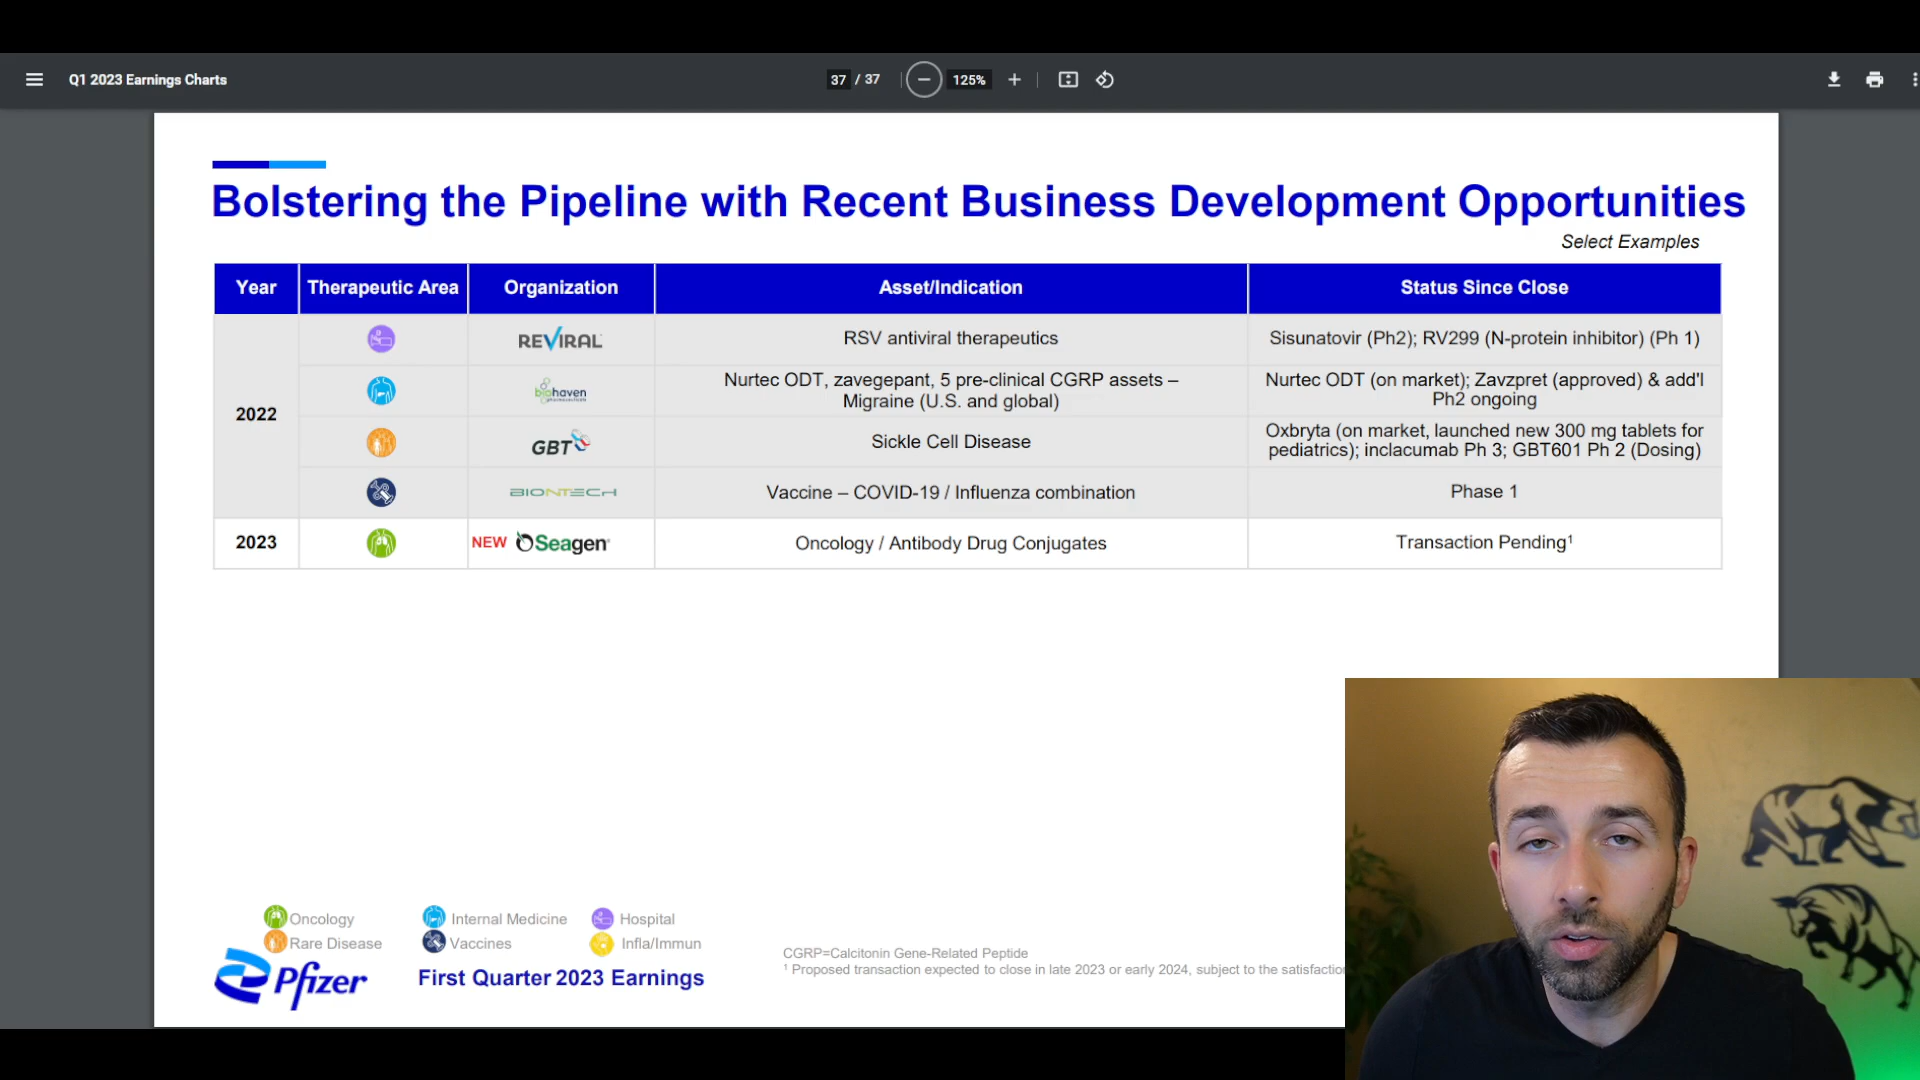 Q1 2023 Earnings Charts
37 / 37
125%
Bolstering the Pipeline with Recent Business Development Opportunities
Select Examples
Year
Therapeutic Area
Organization
Asset/Indication
Status Since Close
2022
REVIRAL
RSV antiviral therapeutics
Sisunatovir (Ph2); RV299 (N-protein inhibitor) (Ph 1)
biohaven
pharmaceuticals
Nurtec ODT, zavegepant, 5 pre-clinical CGRP assets –
Migraine (U.S. and global)
Nurtec ODT (on market); Zavzpret (approved) & add'l
Ph2 ongoing
GBT
Sickle Cell Disease
Oxbryta (on market, launched new 300 mg tablets for
pediatrics); inclacumab Ph 3; GBT601 Ph 2 (Dosing)
BIONTECH
Vaccine – COVID-19 / Influenza combination
Phase 1
2023
NEW
Seagen
Oncology / Antibody Drug Conjugates
Transaction Pending¹
Oncology
Internal Medicine
Hospital
Rare Disease
Vaccines
Infla/Immun
Pfizer
First Quarter 2023 Earnings
CGRP=Calcitonin Gene-Related Peptide
¹ Proposed transaction expected to close in late 2023 or early 2024, subject to the